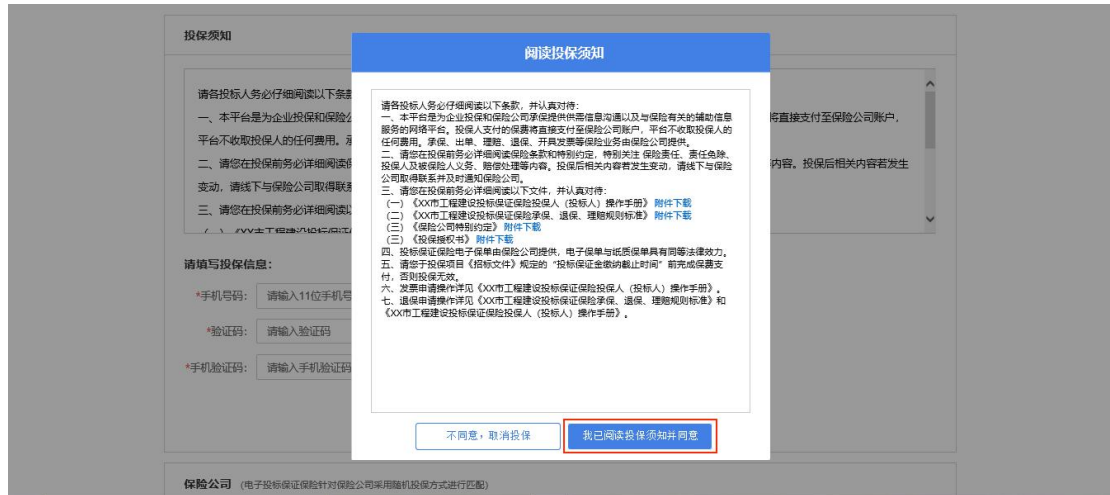 投保须知
阅读投保须知
请各投标人务必仔细阅读以下条款，并认真对待：
一、本平台是为企业投保和保险公司承保提供供需信息沟通以及与保险有关的辅助信息
服务的网络平台。投保人支付的保费将直接支付至保险公司账户，平台不收取投保人的
任何费用。承保、出单、理赔、退保、开具发票等保险业务由保险公司提供。
二、请您在投保前务必详细阅读保险条款和特别约定，特别关注 保险责任、责任免除、
投保人及被保险人义务、赔偿处理等内容。投保后相关内容若发生变动，请线下与保险
公司取得联系并及时通知保险公司。
三、请您在投保前务必详细阅读以下文件，并认真对待：
（一）《XX市工程建设投标保证保险投保人（投标人）操作手册》 附件下载
（二）《XX市工程建设投标保证保险承保、退保、理赔规则标准》 附件下载
（三）《保险公司特别约定》 附件下载
（三）《投保授权书》 附件下载
四、投标保证保险电子保单由保险公司提供，电子保单与纸质保单具有同等法律效力。
五、请您于投保项目《招标文件》规定的“投标保证金缴纳截止时间”前完成保费支
付，否则投保无效。
六、发票申请操作详见《XX市工程建设投标保证保险投保人（投标人）操作手册》。
七、退保申请操作详见《XX市工程建设投标保证保险承保、退保、理赔规则标准》和
《XX市工程建设投标保证保险投保人（投标人）操作手册》。
不同意，取消投保
我已阅读投保须知并同意
请各投标人务必仔细阅读以下条款
一、本平台是为企业投保和保险公
将直接支付至保险公司账户，
平台不收取投保人的任何费用。
二、请您在投保前务必详细阅读保
内容。投保后相关内容若发生
变动，请线下与保险公司取得联系
三、请您在投保前务必详细阅读以
请填写投保信息：
*手机号码： 请输入11位手机号
*验证码： 请输入验证码
*手机验证码： 请输入手机验证码
保险公司 (电子投标保证保险针对保险公司采用随机投保方式进行匹配)